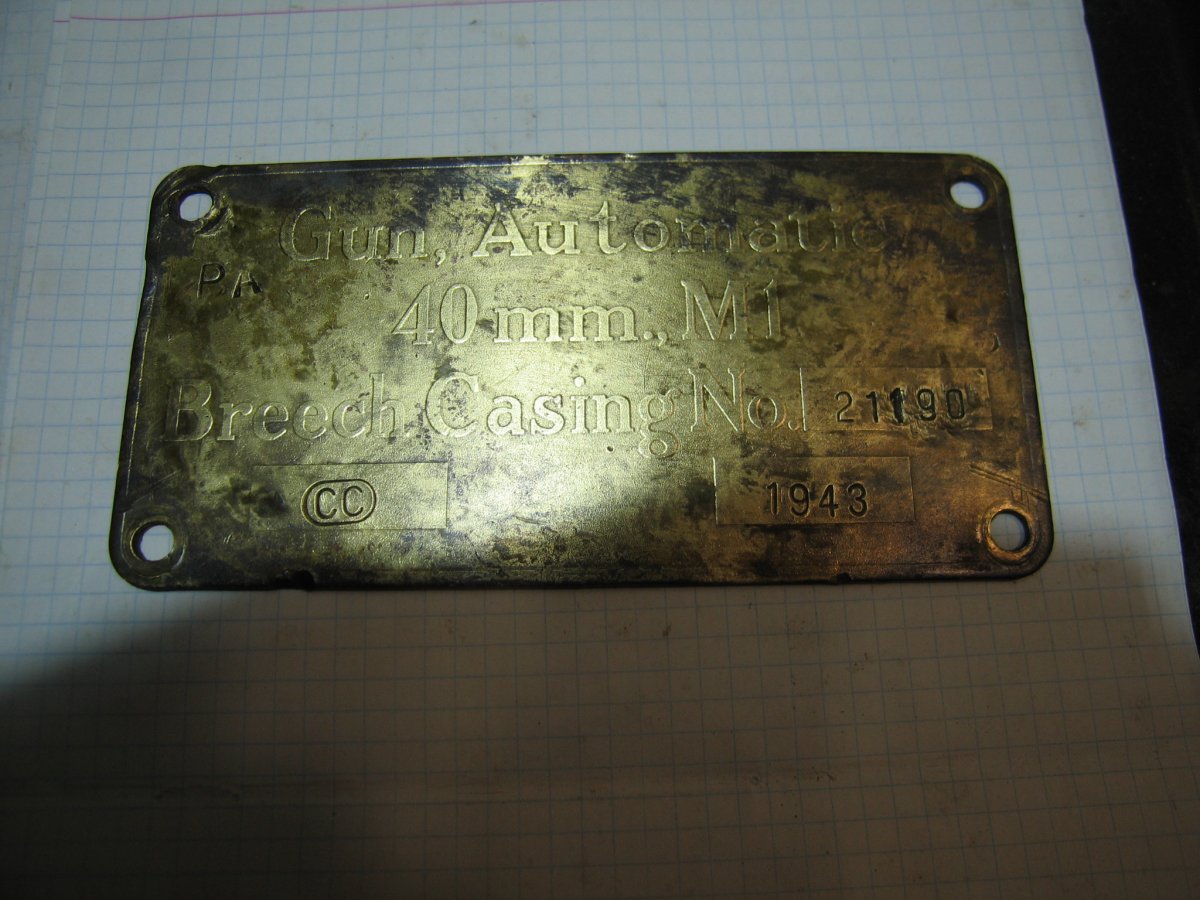 Gun, Automatic
PA
40 mm., M1
Breech Casing No. 21190
CC 1943